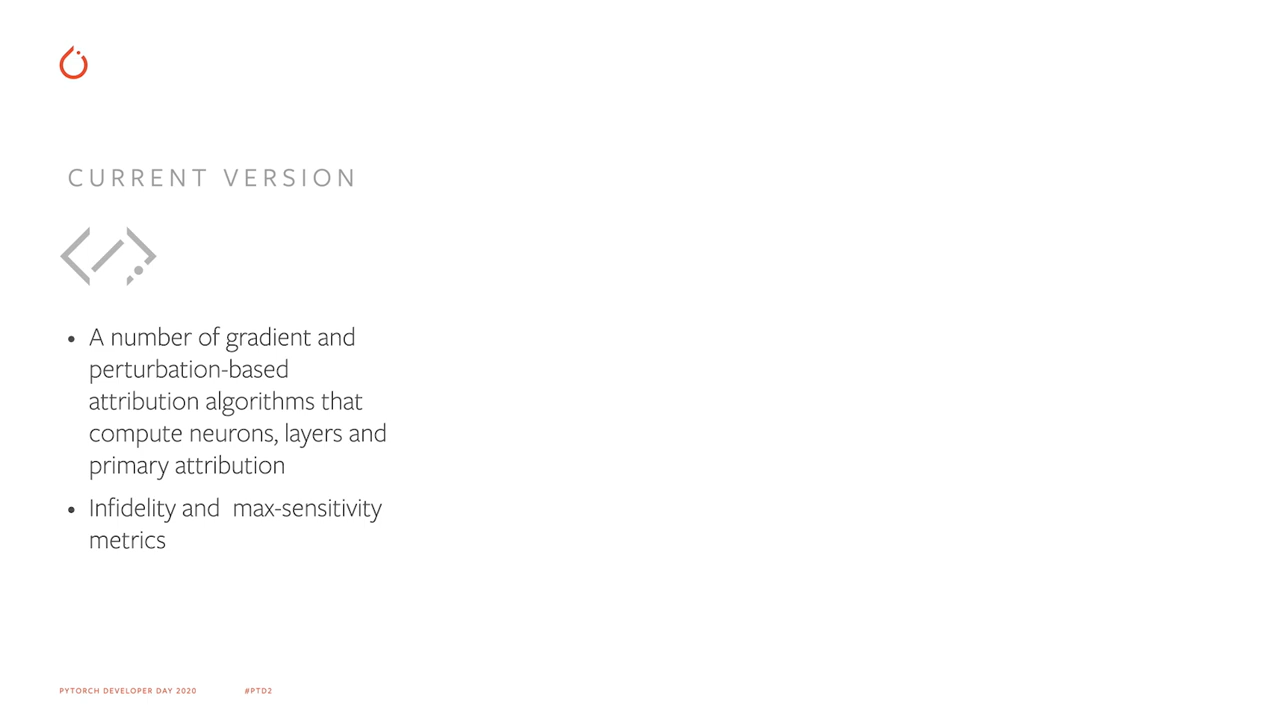 CURRENT VERSION
• A number of gradient and
perturbation-based
attribution algorithms that
compute neurons, layers and
primary attribution
• Infidelity and  max-sensitivity
metrics
PYTORCH DEVELOPER DAY 2020 #PTD2